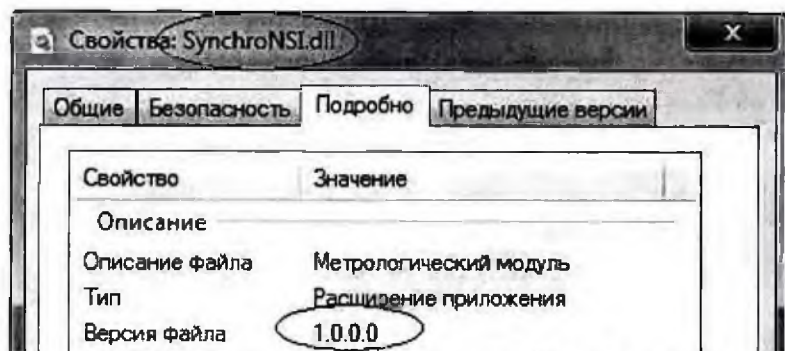 Свойства: SynchroNSI.dll
x
Общие Безопасность Подробно Предыдущие версии
Свойство Значение
Описание
Описание файла Метрологический модуль
Тип Расширение приложения
Версия файла 1.0.0.0